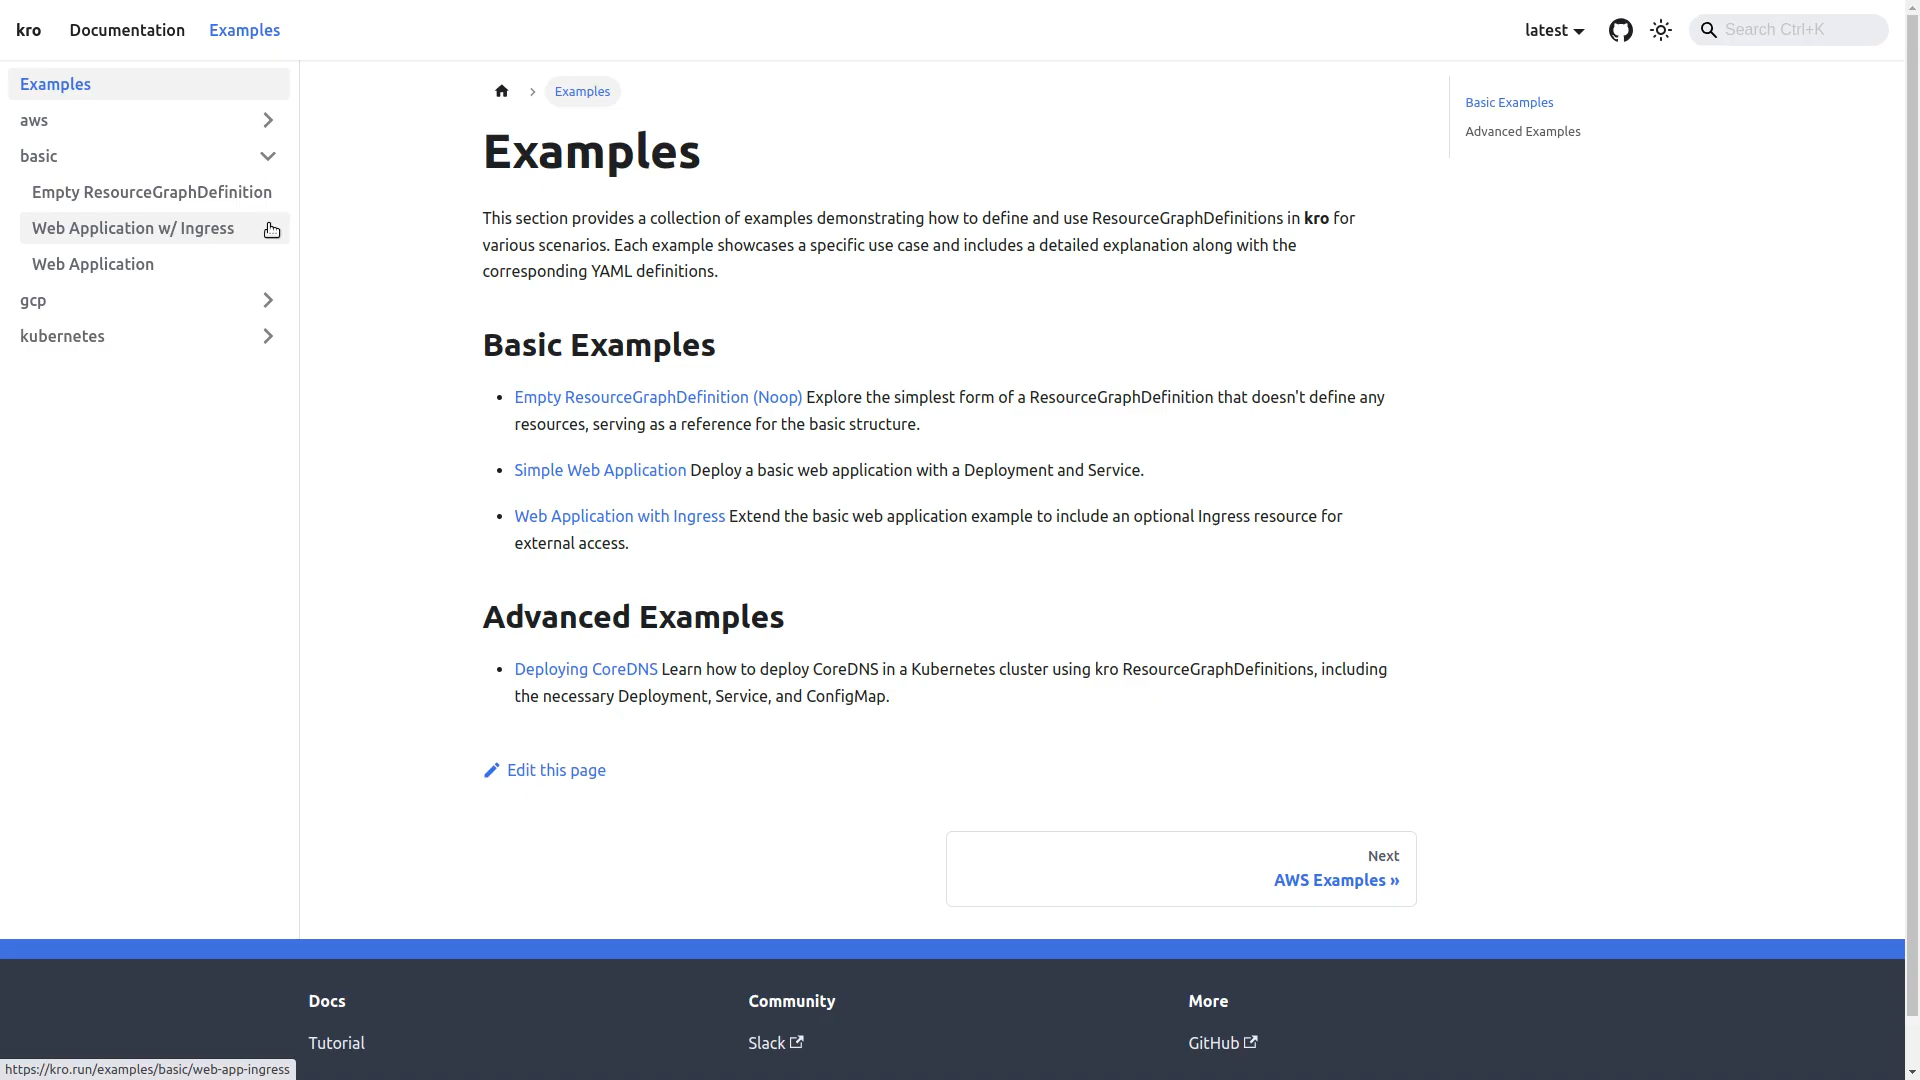 kro
Documentation
Examples
latest
Search Ctrl+K
Examples
aws
basic
Empty ResourceGraphDefinition
Web Application w/ Ingress
Web Application
gcp
kubernetes
Examples
Examples
This section provides a collection of examples demonstrating how to define and use ResourceGraphDefinitions in kro for
various scenarios. Each example showcases a specific use case and includes a detailed explanation along with the
corresponding YAML definitions.
Basic Examples
Empty ResourceGraphDefinition (Noop) Explore the simplest form of a ResourceGraphDefinition that doesn't define any
resources, serving as a reference for the basic structure.
Simple Web Application Deploy a basic web application with a Deployment and Service.
Web Application with Ingress Extend the basic web application example to include an optional Ingress resource for
external access.
Advanced Examples
Deploying CoreDNS Learn how to deploy CoreDNS in a Kubernetes cluster using kro ResourceGraphDefinitions, including
the necessary Deployment, Service, and ConfigMap.
Edit this page
Next
AWS Examples »
Basic Examples
Advanced Examples
Docs
Tutorial
Community
Slack
More
GitHub
https://kro.run/examples/basic/web-app-ingress